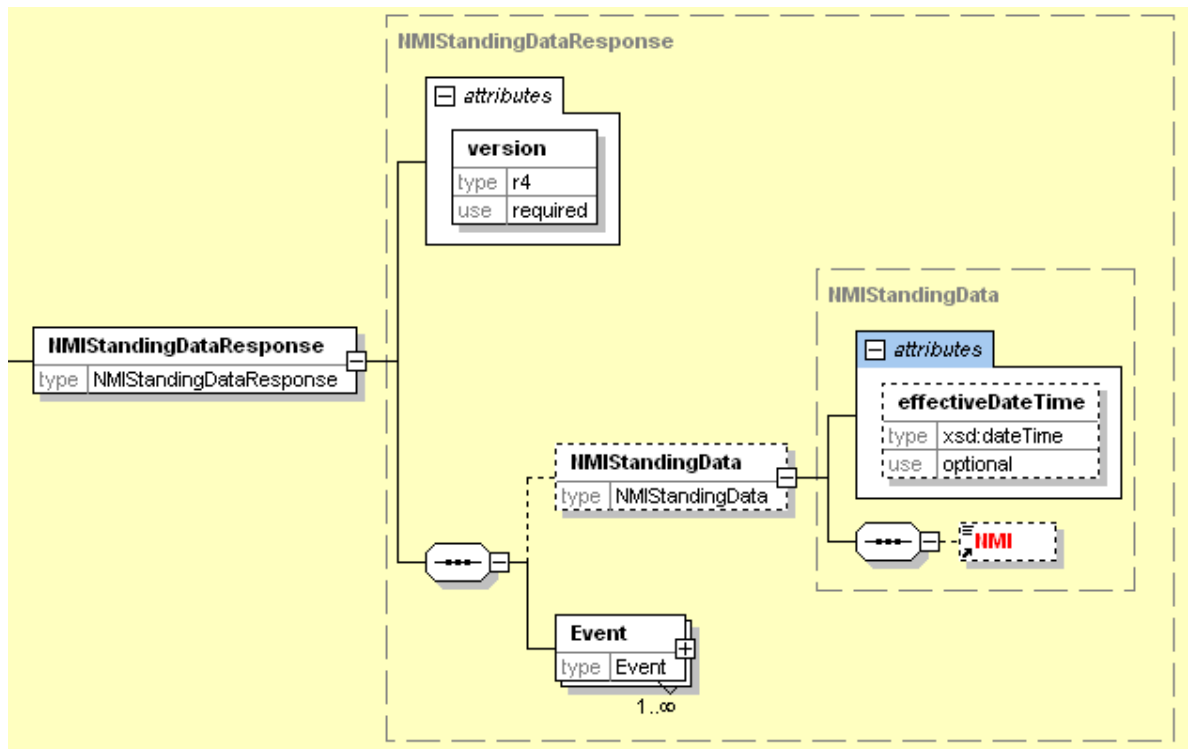 NMIStandingDataResponse
attributes
version
type r4
use required
NMIStandingData
attributes
effectiveDateTime
type xsd:dateTime
use optional
NMIStandingDataResponse
type NMIStandingDataResponse
NMIStandingData
type NMIStandingData
NMI
Event
type Event
1..∞